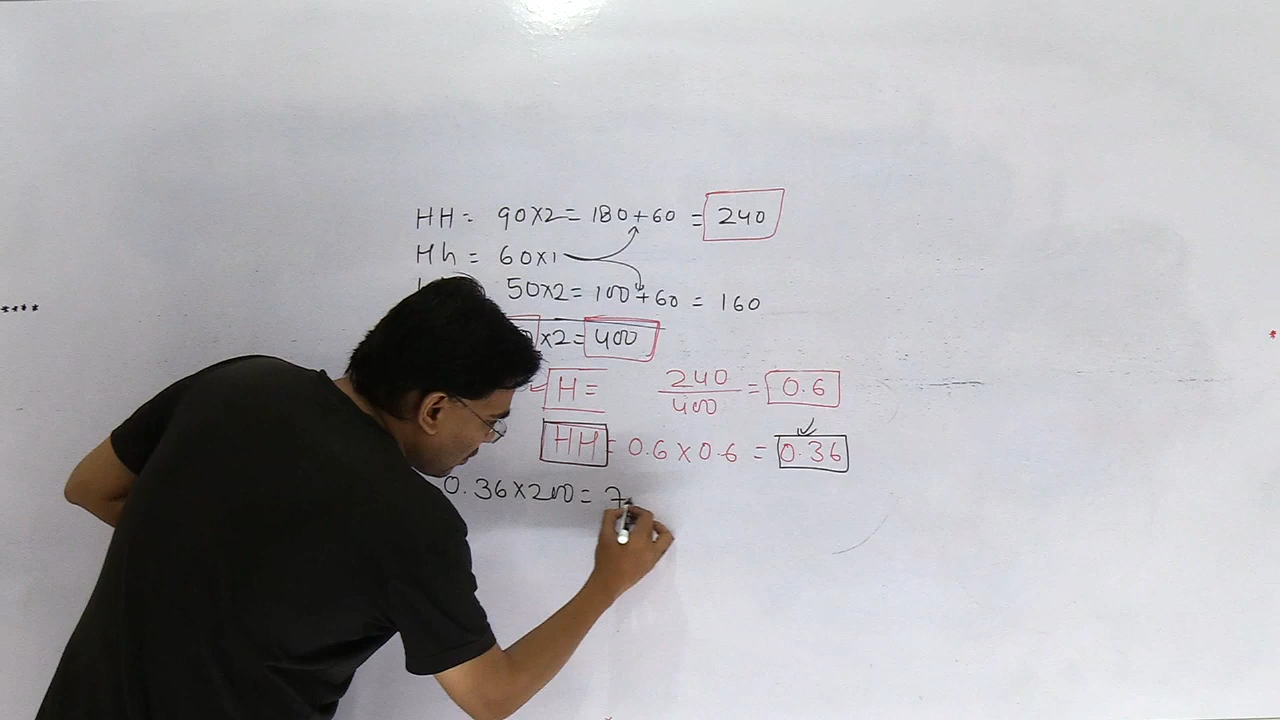 HH = 90x2 = 180+60 = 240
Hh = 60x1
50x2 = 100+60 = 160
x2 = 400
H = 240/400 = 0.6
HH = 0.6 x 0.6 = 0.36
0.36x200 = 7
****
*